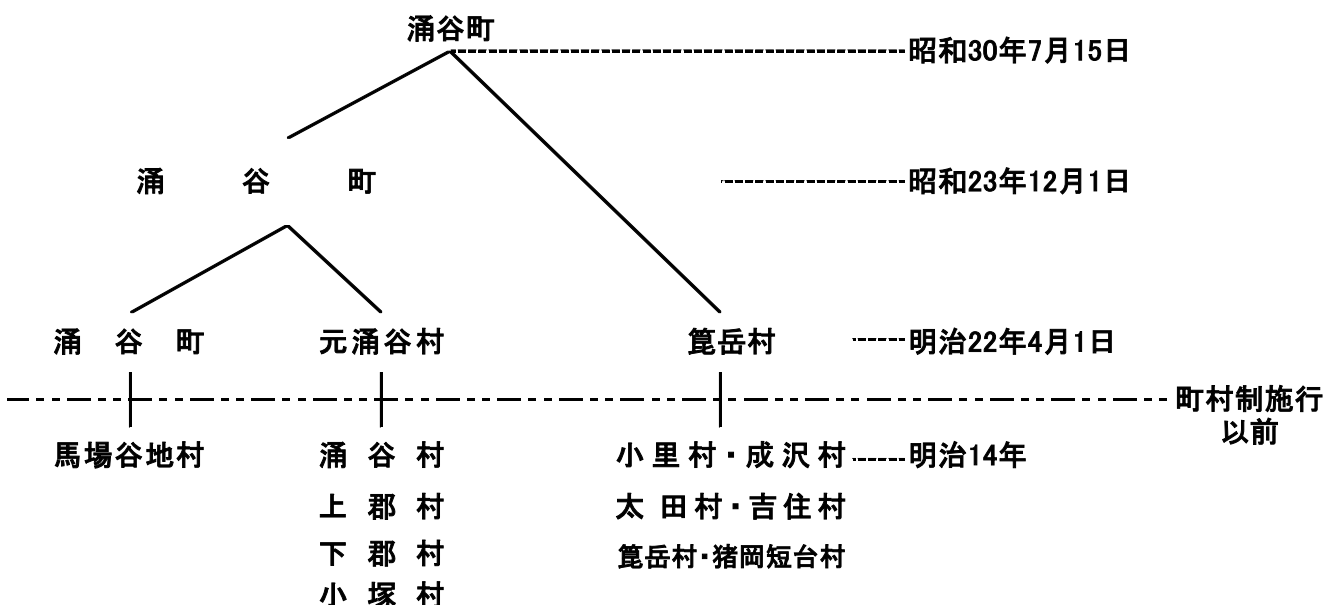 涌谷町
昭和30年7月15日
涌谷町
昭和23年12月1日
涌谷町 元涌谷村 箟岳村 明治22年4月1日
町村制施行
以前
馬場谷地村 涌谷村 小里村・成沢村 明治14年
上郡村 太田村・吉住村
下郡村 箟岳村・猪岡短台村
小塚村